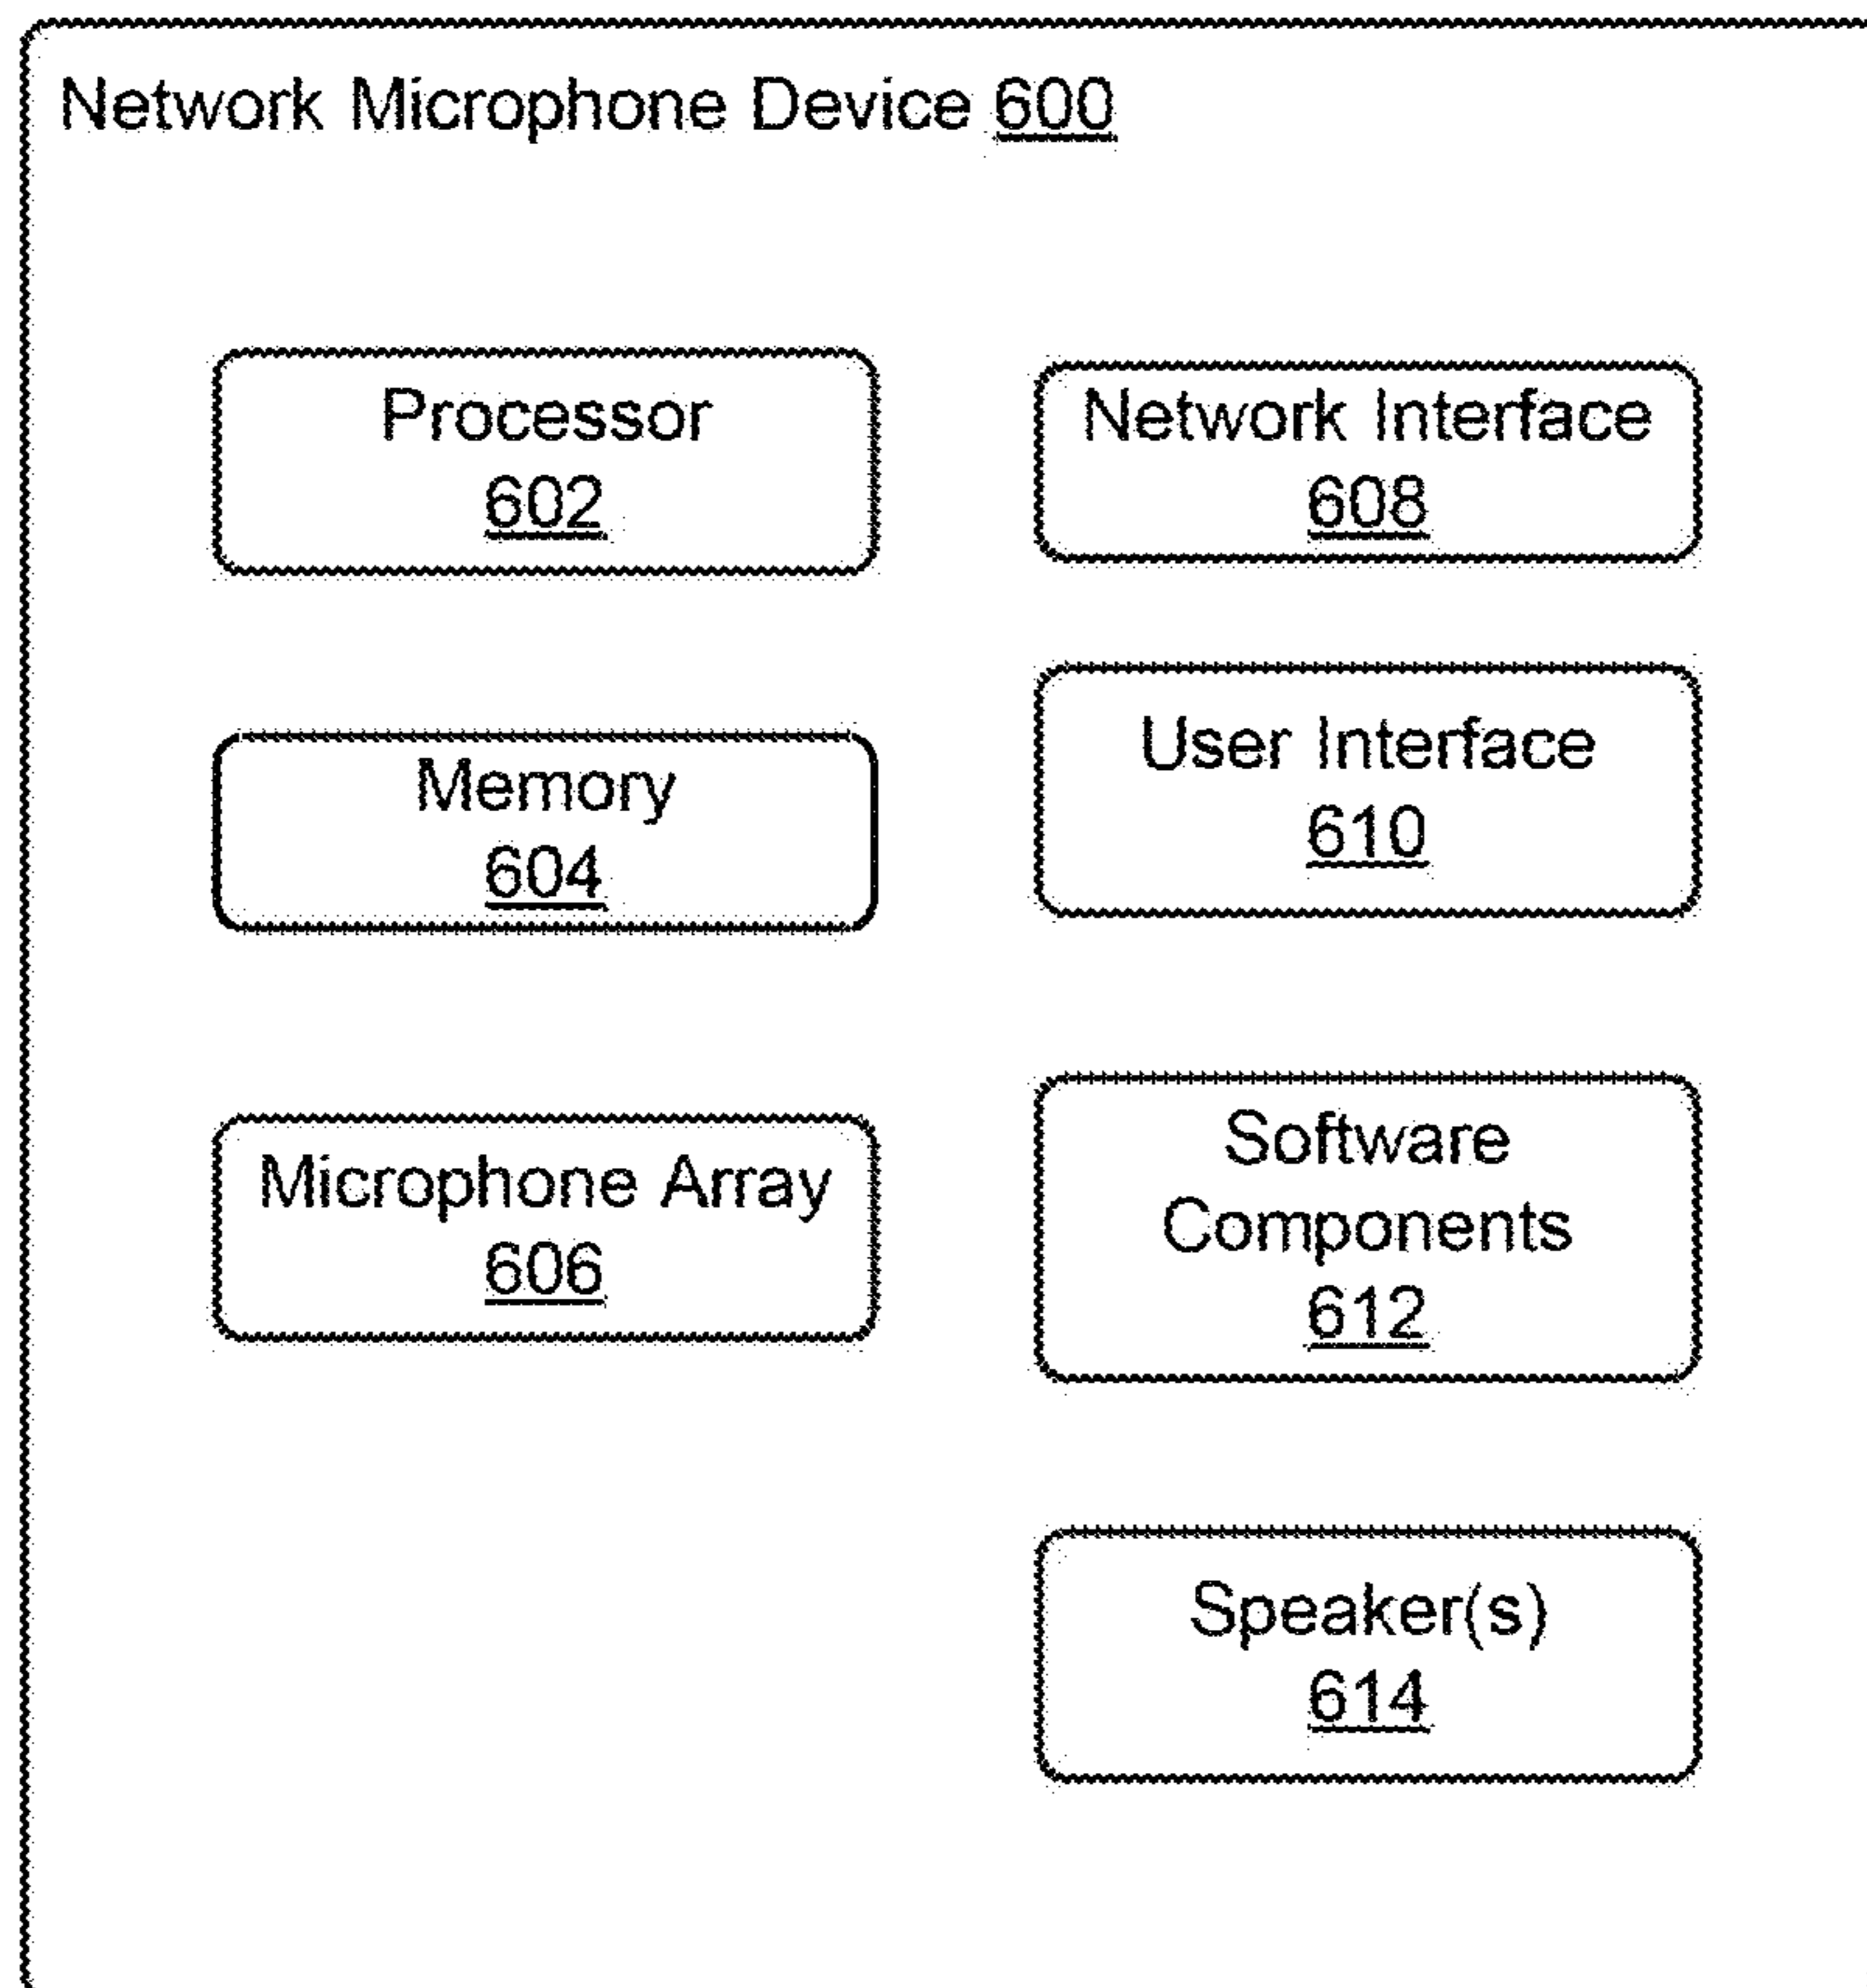 Network Microphone Device 600
Processor
602
Memory
604
Microphone Array
606
Network Interface
608
User Interface
610
Software
Components
612
Speaker(s)
614